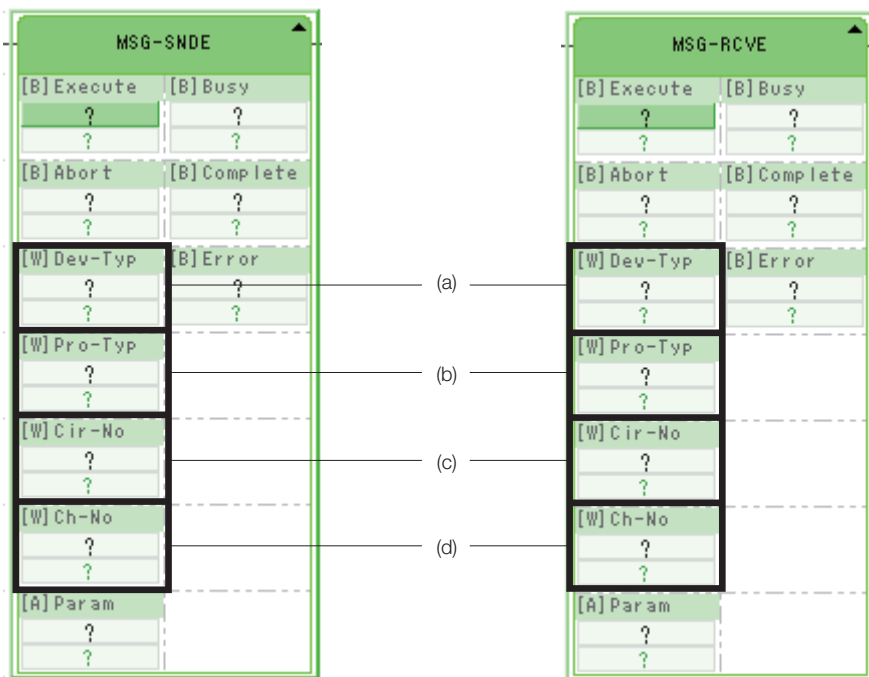 MSG-SNDE
[B]Execute [B]Busy
? ?
? ?
[B]Abort [B]Complete
? ?
? ?
[W]Dev-Typ [B]Error
? ?
? ?
[W]Pro-Typ
?
?
[W]Cir-No
?
?
[W]Ch-No
?
?
[A]Param
?
?
(a)
(b)
(c)
(d)
MSG-RCVE
[B]Execute [B]Busy
? ?
? ?
[B]Abort [B]Complete
? ?
? ?
[W]Dev-Typ [B]Error
? ?
? ?
[W]Pro-Typ
?
?
[W]Cir-No
?
?
[W]Ch-No
?
?
[A]Param
?
?